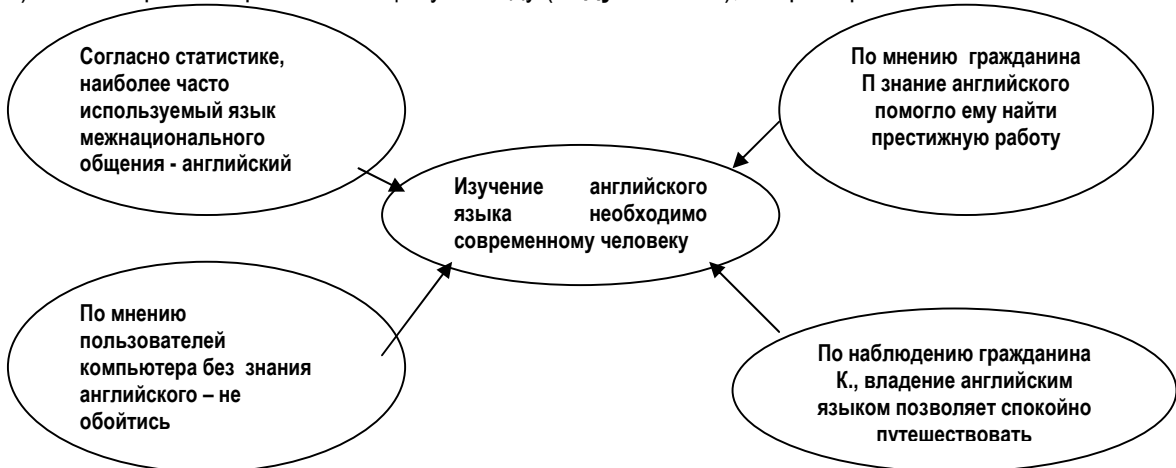 Согласно статистике,
наиболее часто
используемый язык
межнационального
общения - английский
По мнению гражданина
П знание английского
помогло ему найти
престижную работу
Изучение английского
языка необходимо
современному человеку
По мнению
пользователей
компьютера без знания
английского – не
обойтись
По наблюдению гражданина
К., владение английским
языком позволяет спокойно
путешествовать